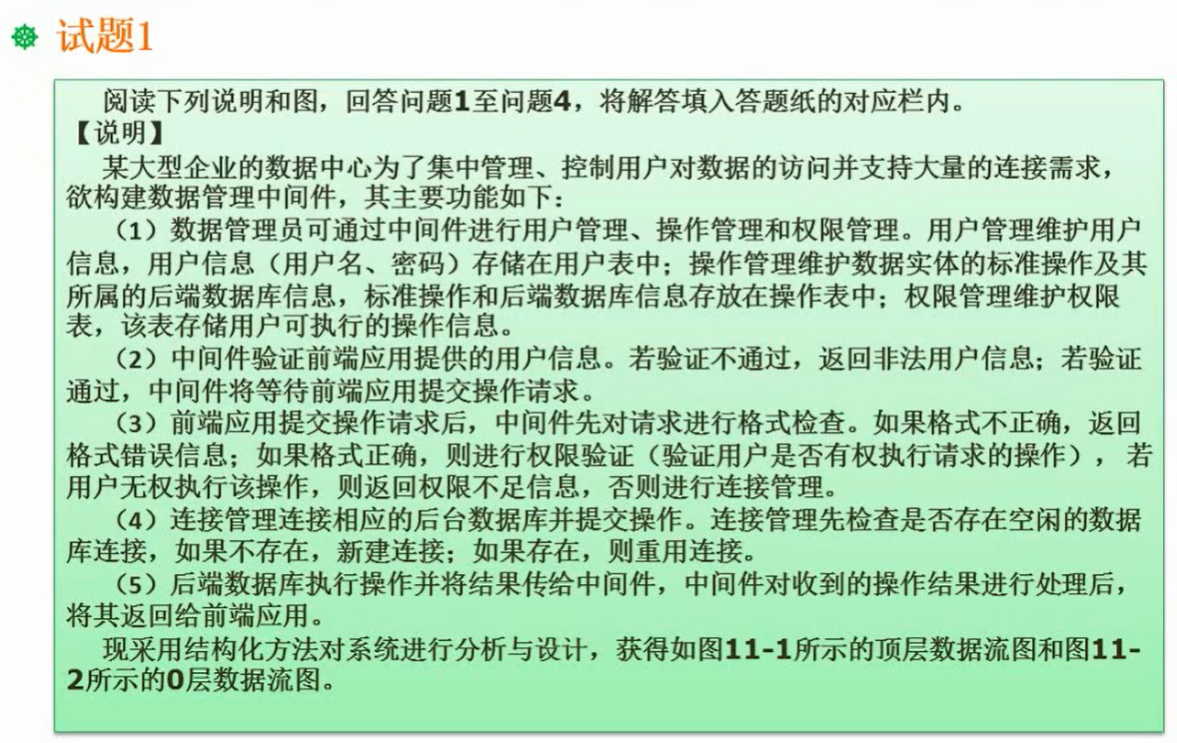 试题1
阅读下列说明和图，回答问题1至问题4，将解答填入答题纸的对应栏内。
【说明】
某大型企业的数据中心为了集中管理、控制用户对数据的访问并支持大量的连接需求，
欲构建数据管理中间件，其主要功能如下：
（1）数据管理员可通过中间件进行用户管理、操作管理和权限管理。用户管理维护用户
信息，用户信息（用户名、密码）存储在用户表中；操作管理维护数据实体的标准操作及其
所属的后端数据库信息，标准操作和后端数据库信息存放在操作表中；权限管理维护权限
表，该表存储用户可执行的操作信息。
（2）中间件验证前端应用提供的用户信息。若验证不通过，返回非法用户信息；若验证
通过，中间件将等待前端应用提交操作请求。
（3）前端应用提交操作请求后，中间件先对请求进行格式检查。如果格式不正确，返回
格式错误信息；如果格式正确，则进行权限验证（验证用户是否有权执行请求的操作），若
用户无权执行该操作，则返回权限不足信息，否则进行连接管理。
（4）连接管理连接相应的后台数据库并提交操作。连接管理先检查是否存在空闲的数据
库连接，如果不存在，新建连接；如果存在，则重用连接。
（5）后端数据库执行操作并将结果传给中间件，中间件对收到的操作结果进行处理后，
将其返回给前端应用。
现采用结构化方法对系统进行分析与设计，获得如图11-1所示的顶层数据流图和图11-
2所示的0层数据流图。